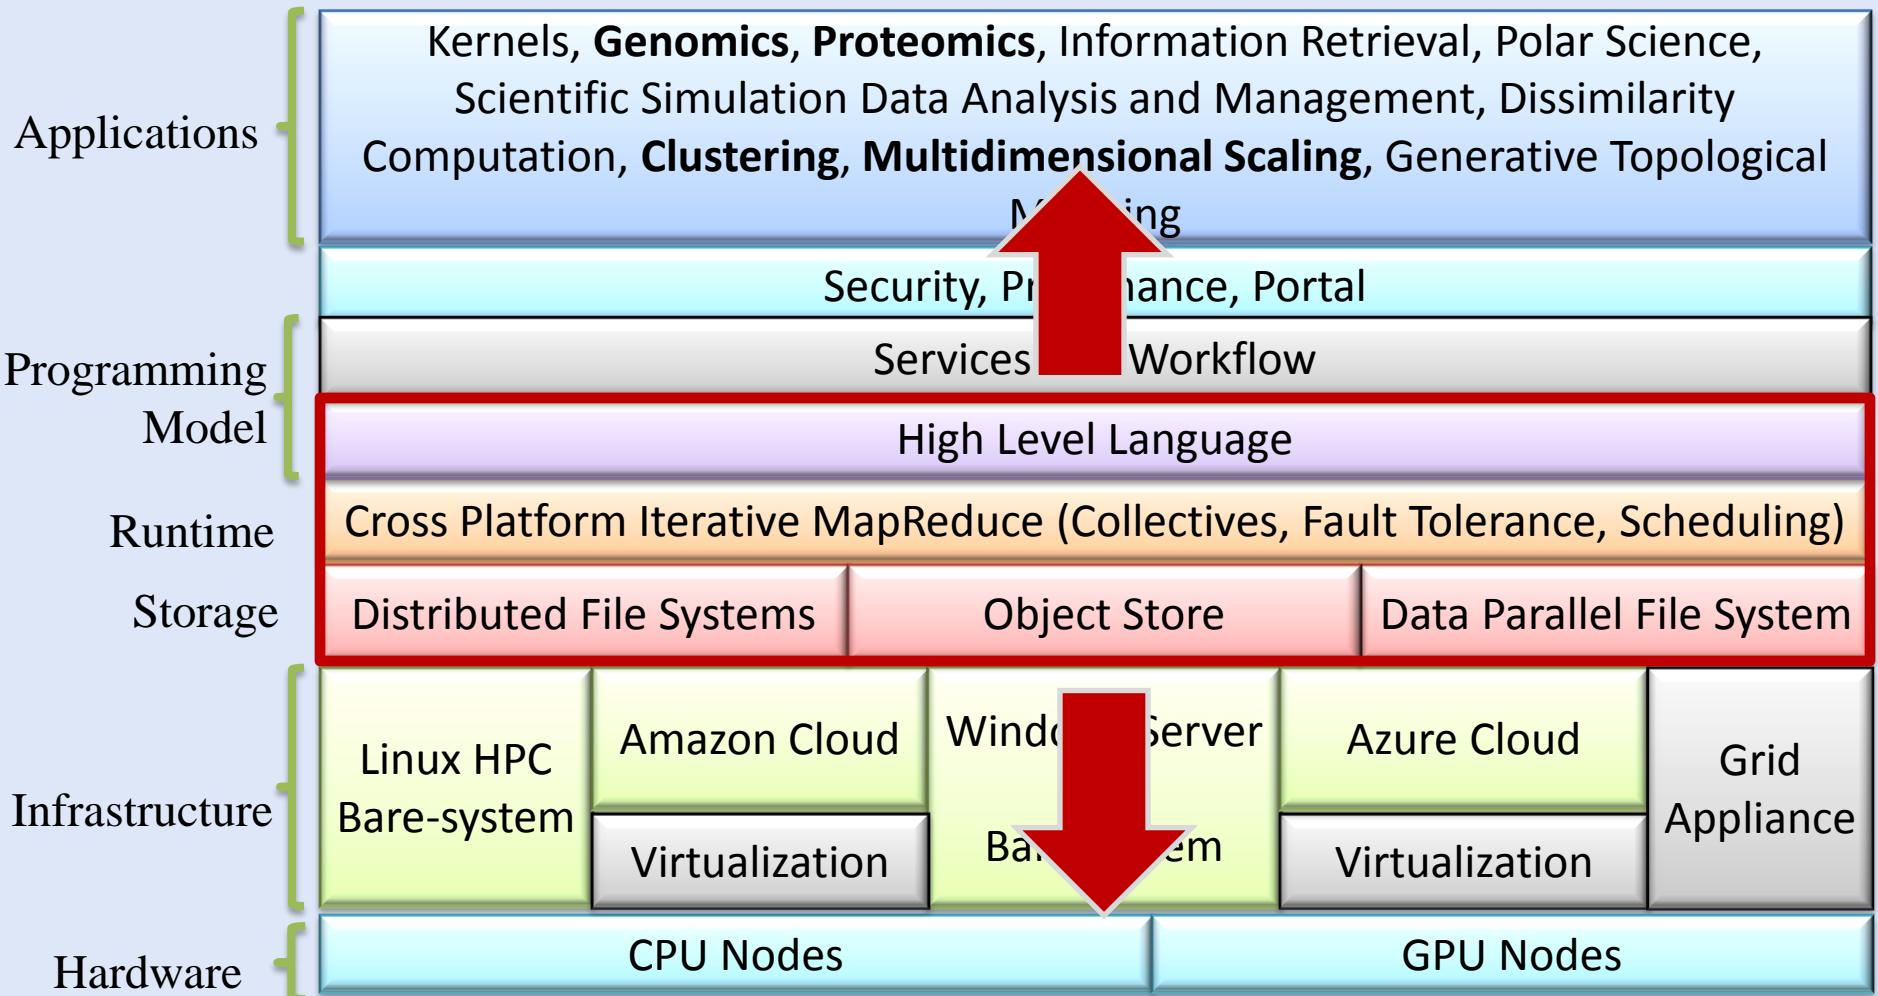 Applications
Kernels, Genomics, Proteomics, Information Retrieval, Polar Science,
Scientific Simulation Data Analysis and Management, Dissimilarity
Computation, Clustering, Multidimensional Scaling, Generative Topological
Security, Portal
Programming
Model
Services Workflow
High Level Language
Runtime
Cross Platform Iterative MapReduce (Collectives, Fault Tolerance, Scheduling)
Storage
Distributed File Systems
Object Store
Data Parallel File System
Infrastructure
Linux HPC
Bare-system
Amazon Cloud
Virtualization
Server
Azure Cloud
Virtualization
Grid
Appliance
Hardware
CPU Nodes
GPU Nodes